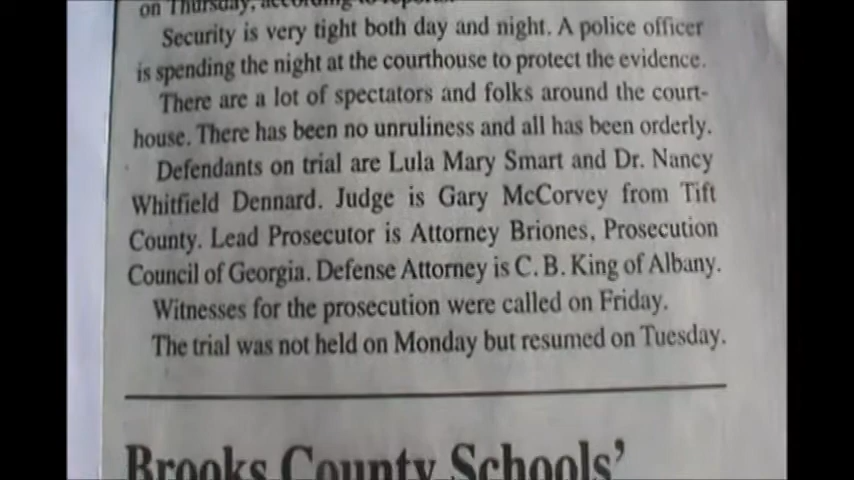 on Thursday, according to reports.
Security is very tight both day and night. A police officer
is spending the night at the courthouse to protect the evidence.
There are a lot of spectators and folks around the court-
house. There has been no unruliness and all has been orderly.
Defendants on trial are Lula Mary Smart and Dr. Nancy
Whitfield Dennard. Judge is Gary McCorvey from Tift
County. Lead Prosecutor is Attorney Briones, Prosecution
Council of Georgia. Defense Attorney is C. B. King of Albany.
Witnesses for the prosecution were called on Friday.
The trial was not held on Monday but resumed on Tuesday.
Brooks County Schools'